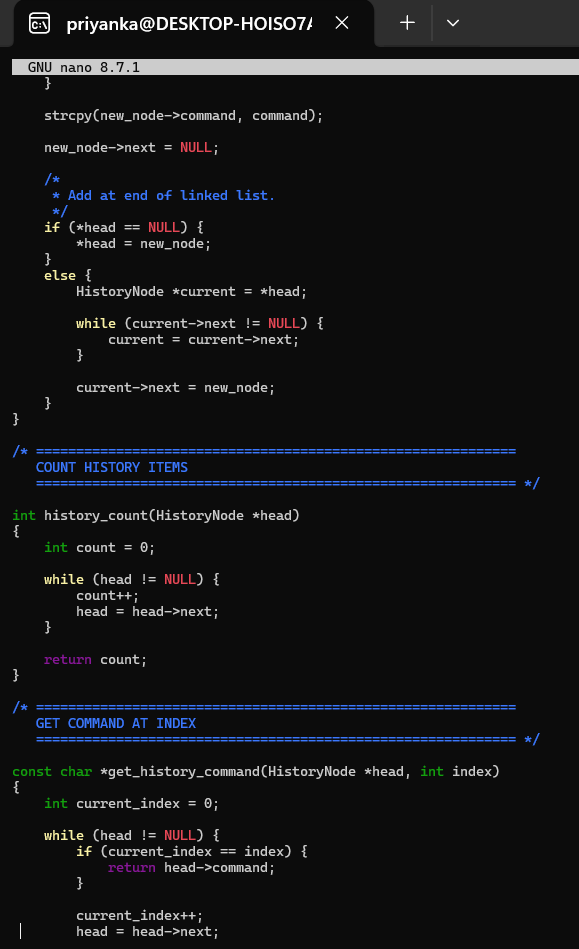 priyanka@DESKTOP-HOISO7
GNU nano 8.7.1
    }

    strcpy(new_node->command, command);

    new_node->next = NULL;

    /*
     * Add at end of linked list.
     */
    if (*head == NULL) {
        *head = new_node;
    }
    else {
        HistoryNode *current = *head;

        while (current->next != NULL) {
            current = current->next;
        }

        current->next = new_node;
    }
}

/* ============================================================
   COUNT HISTORY ITEMS
   ============================================================ */

int history_count(HistoryNode *head)
{
    int count = 0;

    while (head != NULL) {
        count++;
        head = head->next;
    }

    return count;
}

/* ============================================================
   GET COMMAND AT INDEX
   ============================================================ */

const char *get_history_command(HistoryNode *head, int index)
{
    int current_index = 0;

    while (head != NULL) {
        if (current_index == index) {
            return head->command;
        }

        current_index++;
        head = head->next;